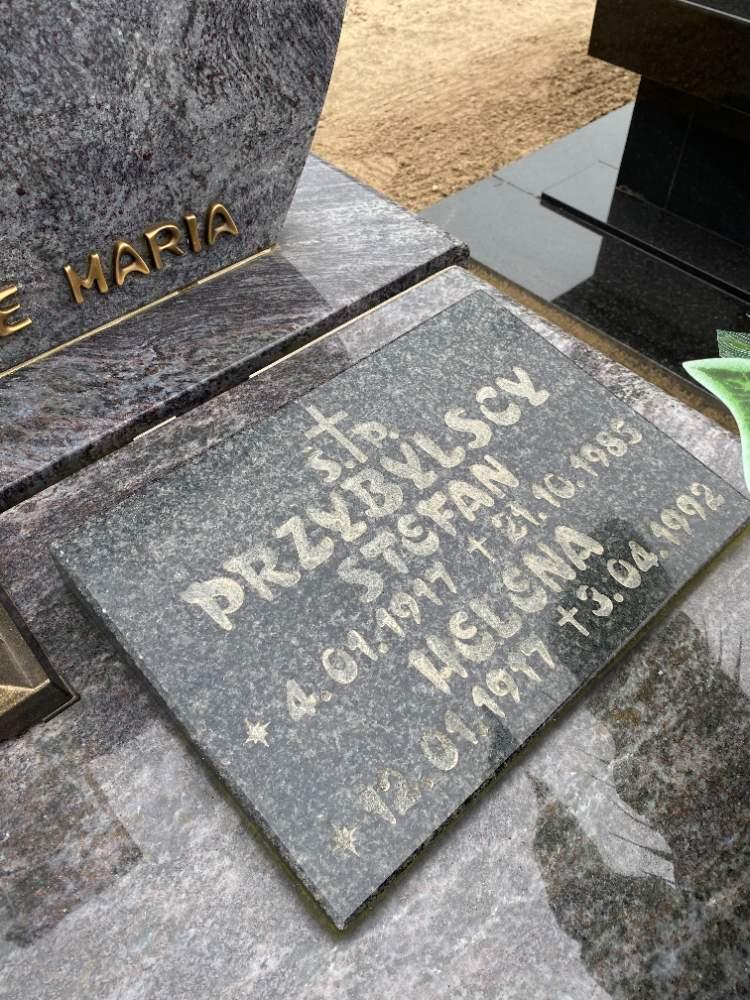 E MARIA
Ś.†P.
PRZYBYLSCY
STEFAN
* 4.01.1917 † 21.10.1985
HELENA
* 12.01.1917 † 3.04.1992